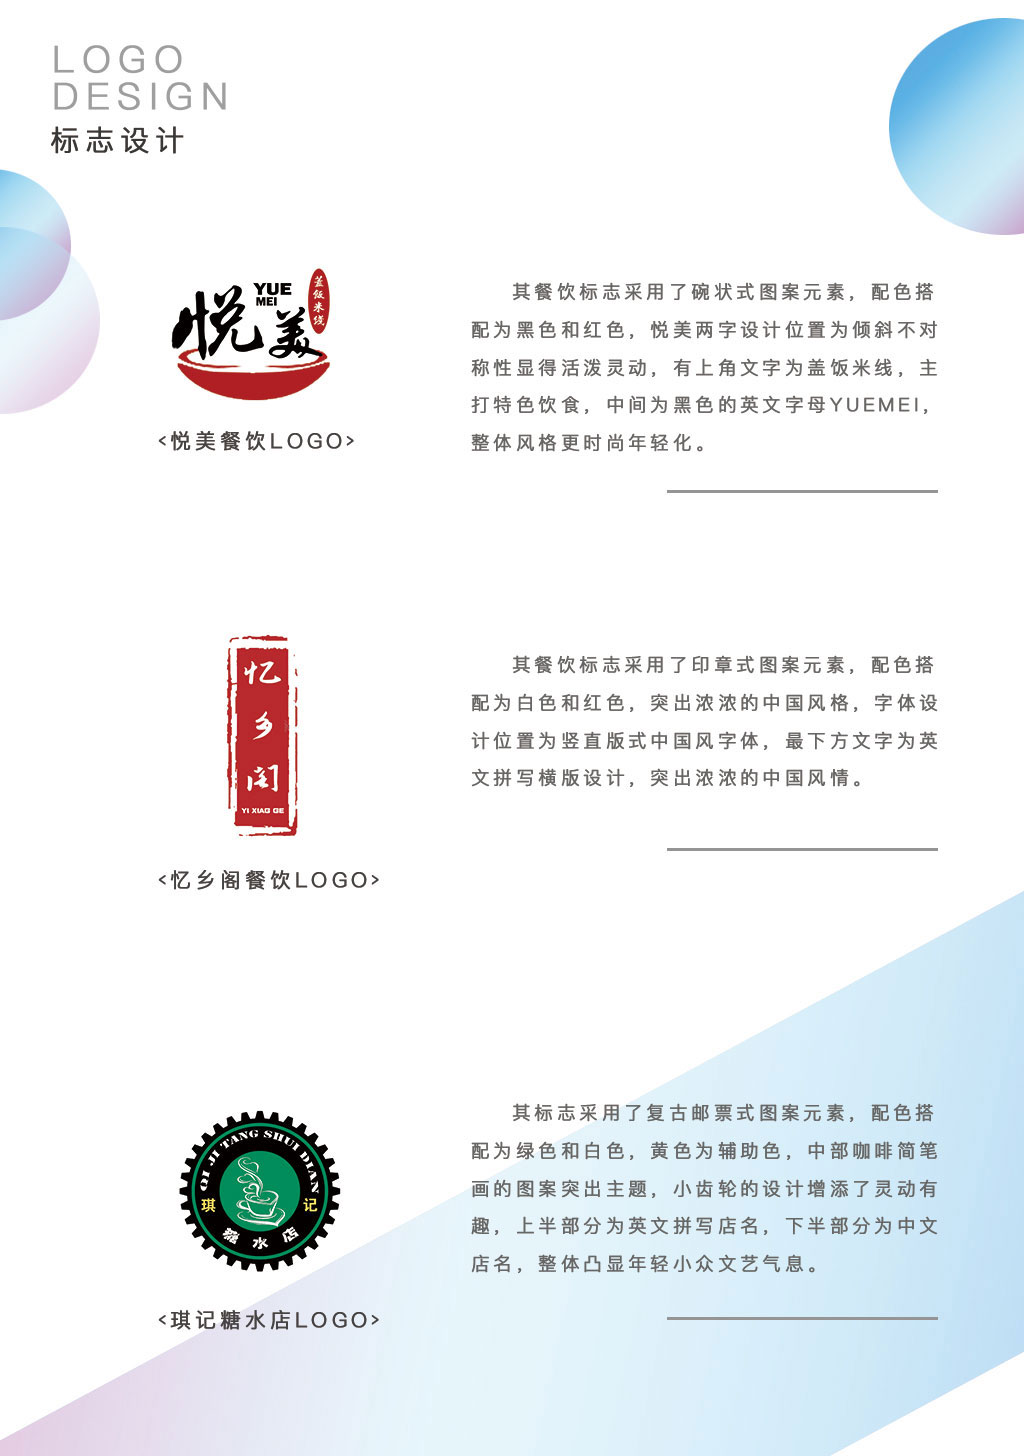 LOGO
DESIGN
标志设计
悦美
YUE
MEI
盖饭米线
<悦美餐饮LOGO>
其餐饮标志采用了碗状式图案元素，配色搭
配为黑色和红色，悦美两字设计位置为倾斜不对
称性显得活泼灵动，有上角文字为盖饭米线，主
打特色饮食，中间为黑色的英文字母YUEMEI，
整体风格更时尚年轻化。
忆
乡
阁
YI XIAG GE
<忆乡阁餐饮LOGO>
其餐饮标志采用了印章式图案元素，配色搭
配为白色和红色，突出浓浓的中国风格，字体设
计位置为竖直版式中国风字体，最下方文字为英
文拼写横版设计，突出浓浓的中国风情。
QI JI TANG SHUI DIAN
琪 记
糖水店
<琪记糖水店LOGO>
其标志采用了复古邮票式图案元素，配色搭
配为绿色和白色，黄色为辅助色，中部咖啡简笔
画的图案突出主题，小齿轮的设计增添了灵动有
趣，上半部分为英文拼写店名，下半部分为中文
店名，整体凸显年轻小众文艺气息。